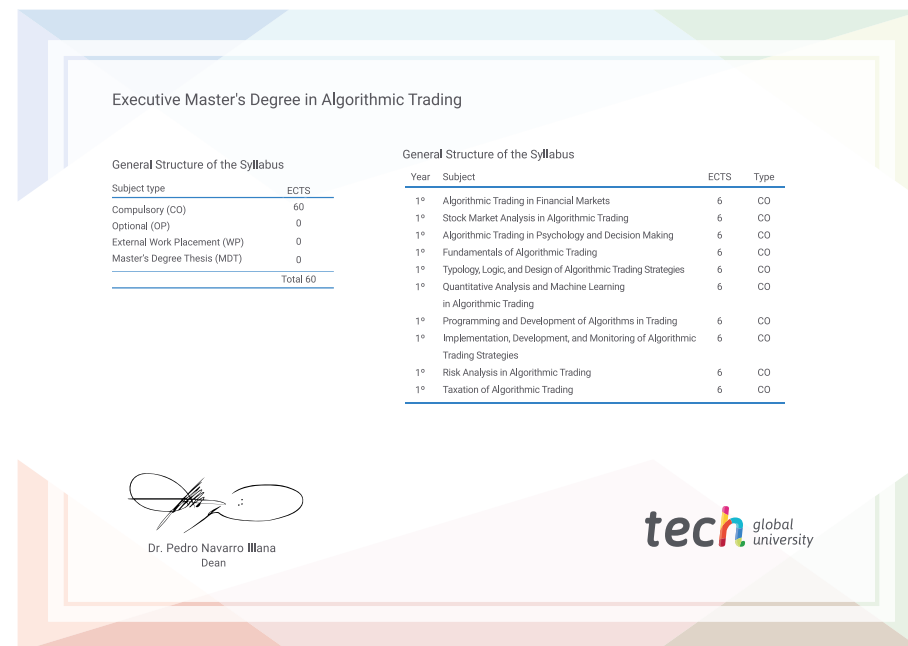 Executive Master's Degree in Algorithmic Trading
General Structure of the Syllabus
Subject type ECTS
Compulsory (CO) 60
Optional (OP) 0
External Work Placement (WP) 0
Master's Degree Thesis (MDT) 0
Total 60
General Structure of the Syllabus
Year Subject ECTS Type
1º Algorithmic Trading in Financial Markets 6 CO
1º Stock Market Analysis in Algorithmic Trading 6 CO
1º Algorithmic Trading in Psychology and Decision Making 6 CO
1º Fundamentals of Algorithmic Trading 6 CO
1º Typology, Logic, and Design of Algorithmic Trading Strategies 6 CO
1º Quantitative Analysis and Machine Learning 6 CO
in Algorithmic Trading
1º Programming and Development of Algorithms in Trading 6 CO
1º Implementation, Development, and Monitoring of Algorithmic 6 CO
Trading Strategies
1º Risk Analysis in Algorithmic Trading 6 CO
1º Taxation of Algorithmic Trading 6 CO
Dr. Pedro Navarro Illana
Dean
tech global
university